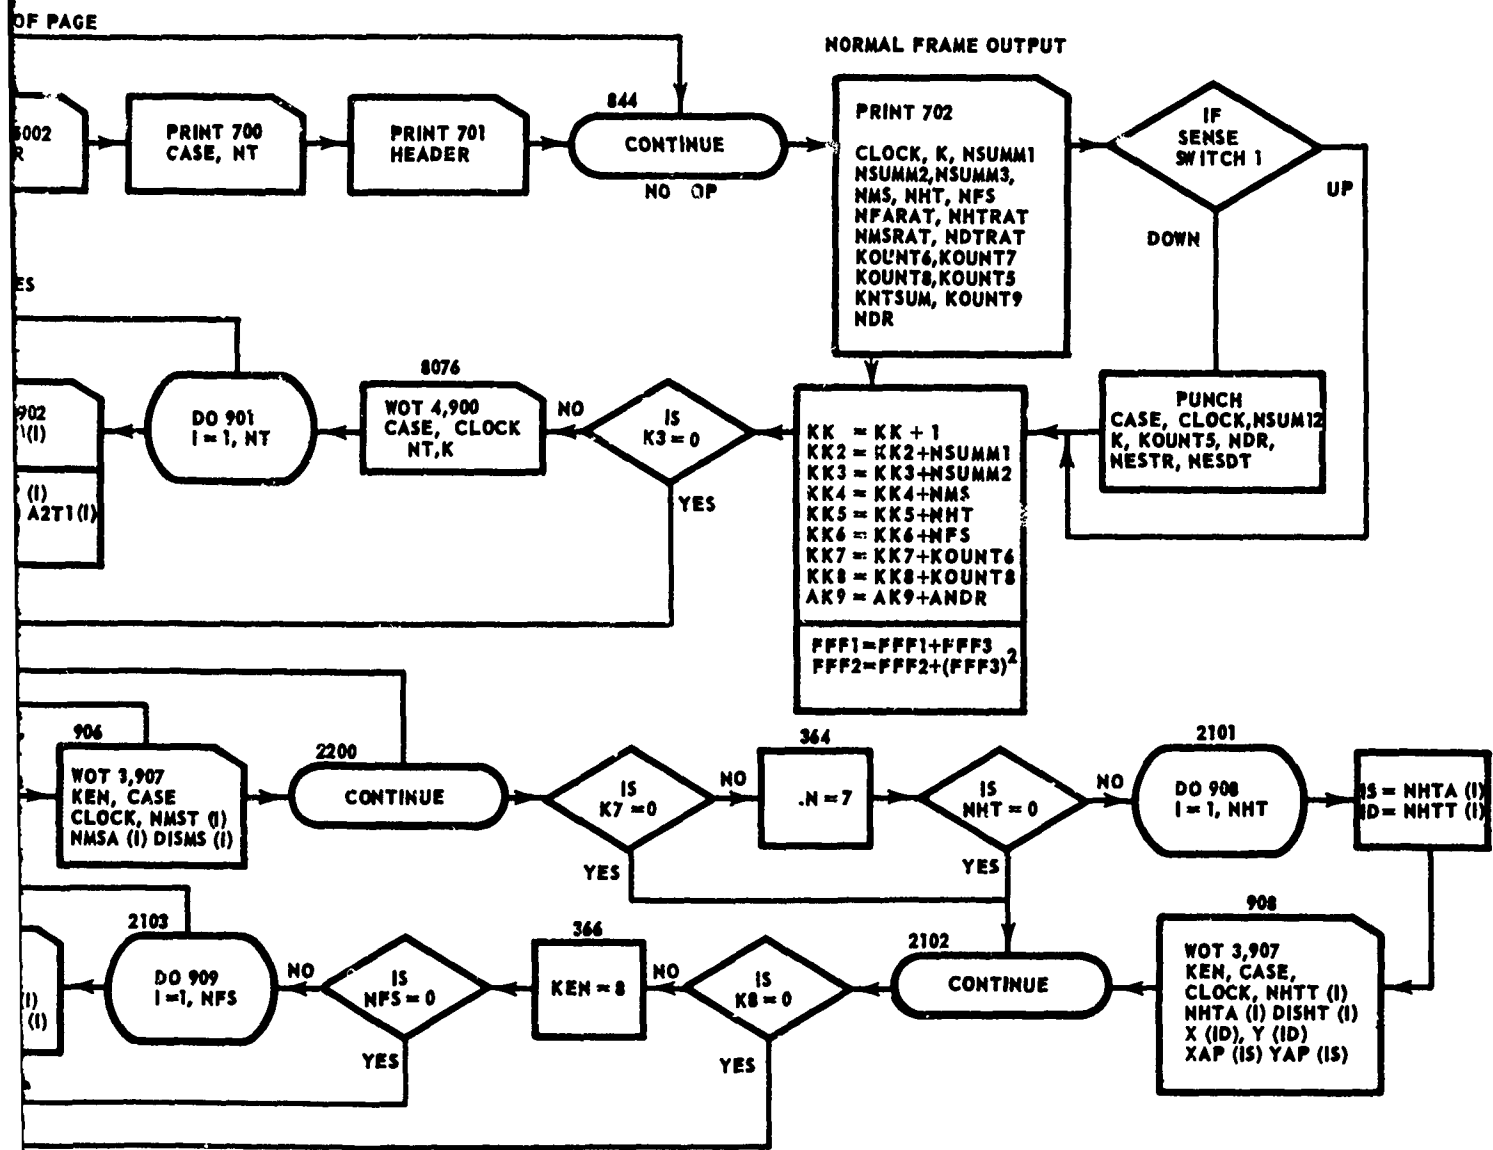 OF PAGE
NORMAL FRAME OUTPUT
5002
R
PRINT 700
CASE, NT
PRINT 701
HEADER
844
CONTINUE
NO OP
PRINT 702
CLOCK, K, NSUMM1
NSUMM2,NSUMM3,
NMS, NHT, NFS
NFARAT, NHTRAT
NMSRAT, NDTRAT
KOUNT6,KOUNT7
KOUNT8,KOUNT5
KNTSUM, KOUNT9
NDR
IF
SENSE
SWITCH 1
UP
DOWN
ES
902
(I)
(I)
A2T1(I)
DO 901
I = 1, NT
8076
WOT 4,900
CASE, CLOCK
NT,K
NO
IS
K3 = 0
YES
KK = KK + 1
KK2 = KK2+NSUMM1
KK3 = KK3+NSUMM2
KK4 = KK4+NMS
KK5 = KK5+NHT
KK6 = KK6+NFS
KK7 = KK7+KOUNT6
KK8 = KK8+KOUNT8
AK9 = AK9+ANDR
FFF1=FFF1+FFF3
FFF2=FFF2+(FFF3)²
PUNCH
CASE, CLOCK,NSUM12
K, KOUNT5, NDR,
NESTR, NESDT
906
WOT 3,907
KEN, CASE
CLOCK, NMST (I)
NMSA (I) DISMS (I)
2200
CONTINUE
IS
K7 = 0
NO
YES
364
.N = 7
IS
NHT = 0
NO
YES
2101
DO 908
I = 1, NHT
IS = NHTA (I)
ID = NHTT (I)
(I)
(I)
2103
DO 909
I =1, NFS
NO
IS
NFS = 0
YES
366
KEN = 8
NO
IS
K8 = 0
YES
2102
CONTINUE
908
WOT 3,907
KEN, CASE,
CLOCK, NHTT (I)
NHTA (I) DISHT (I)
X (ID), Y (ID)
XAP (IS) YAP (IS)